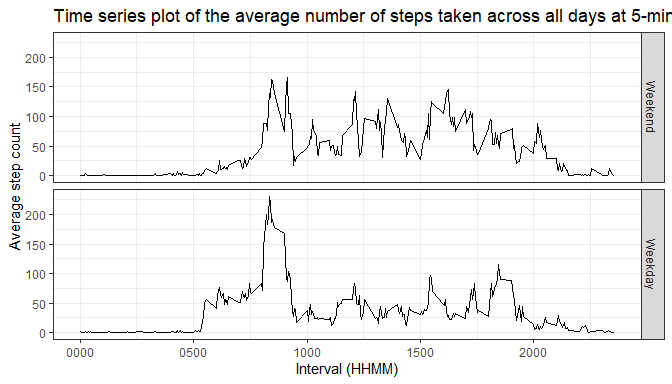 Time series plot of the average number of steps taken across all days at 5-min
Average step count
200
150
100
50
0
Weekend
200
150
100
50
0
Weekday
0000 0500 1000 1500 2000
Interval (HHMM)